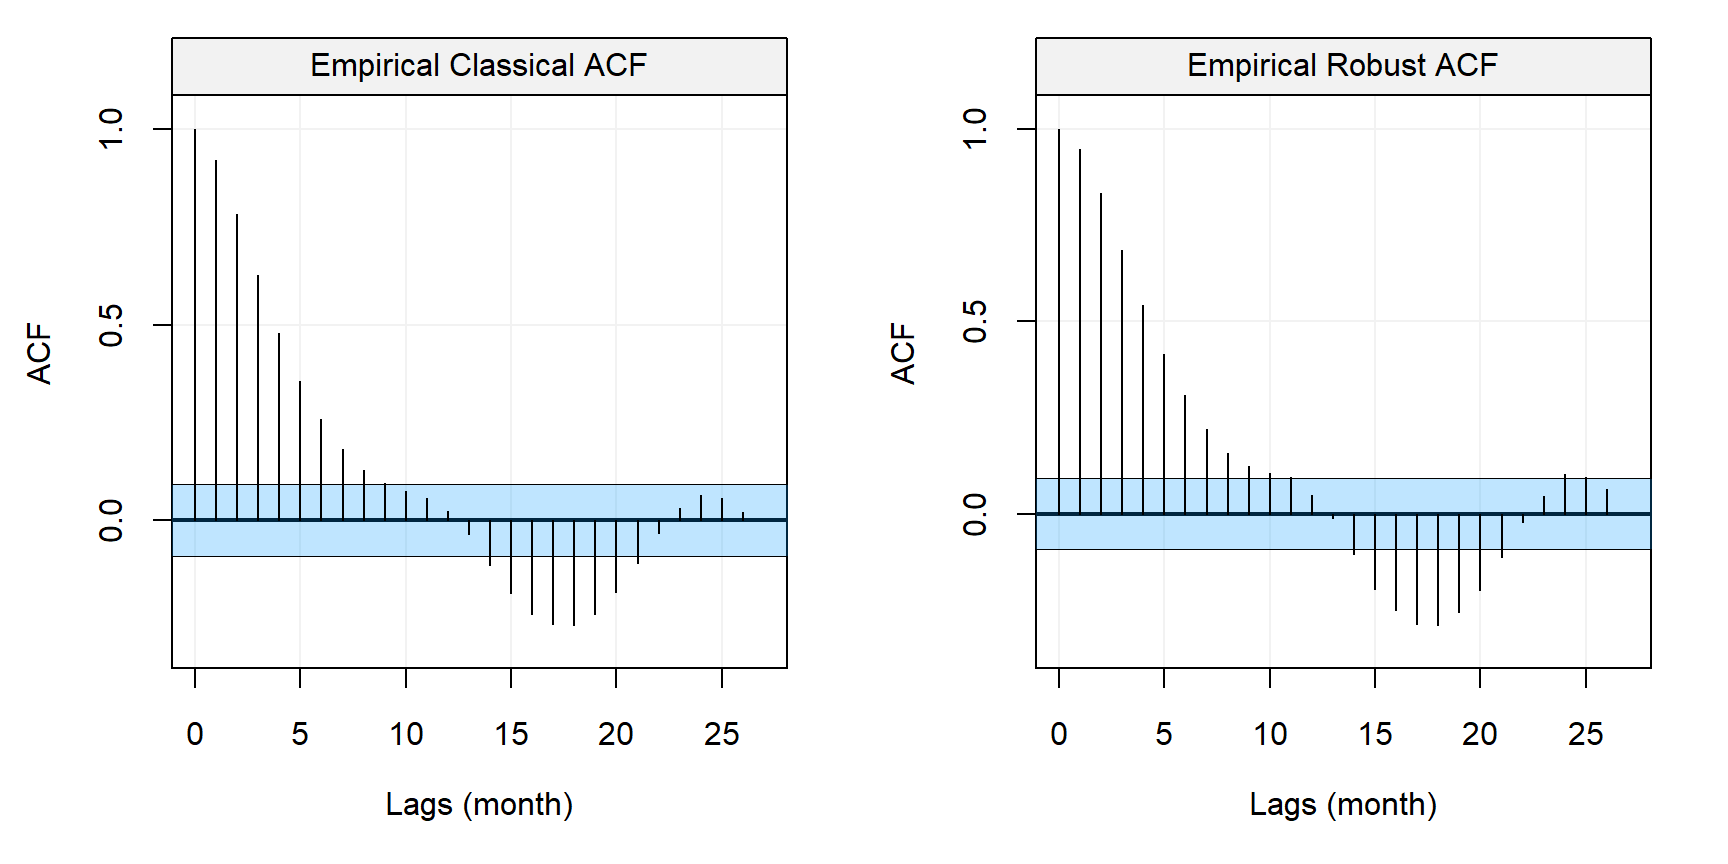 Empirical Classical ACF
ACF
1.0
0.5
0.0
0 5 10 15 20 25
Lags (month)
Empirical Robust ACF
ACF
1.0
0.5
0.0
0 5 10 15 20 25
Lags (month)